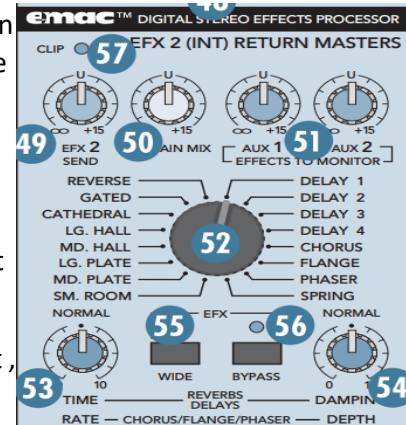 48
emac™ DIGITAL STEREO EFFECTS PROCESSOR
n
CLIP 57 EFX 2 (INT) RETURN MASTERS
e
U U U U
∞ +15 +15 ∞ +15 ∞ +15
49 50 51
EFX 2 MAIN MIX AUX 1 AUX 2
SEND EFFECTS TO MONITOR
REVERSE DELAY 1
GATED DELAY 2
CATHEDRAL DELAY 3
LG. HALL DELAY 4
MD. HALL 52 CHORUS
t LG. PLATE FLANGE
MD. PLATE PHASER
SM. ROOM SPRING
NORMAL EFX NORMAL
55 56
t,
WIDE BYPASS
53 10 0 54
TIME REVERBS DAMPING
DELAYS
RATE CHORUS/FLANGE/PHASER DEPTH